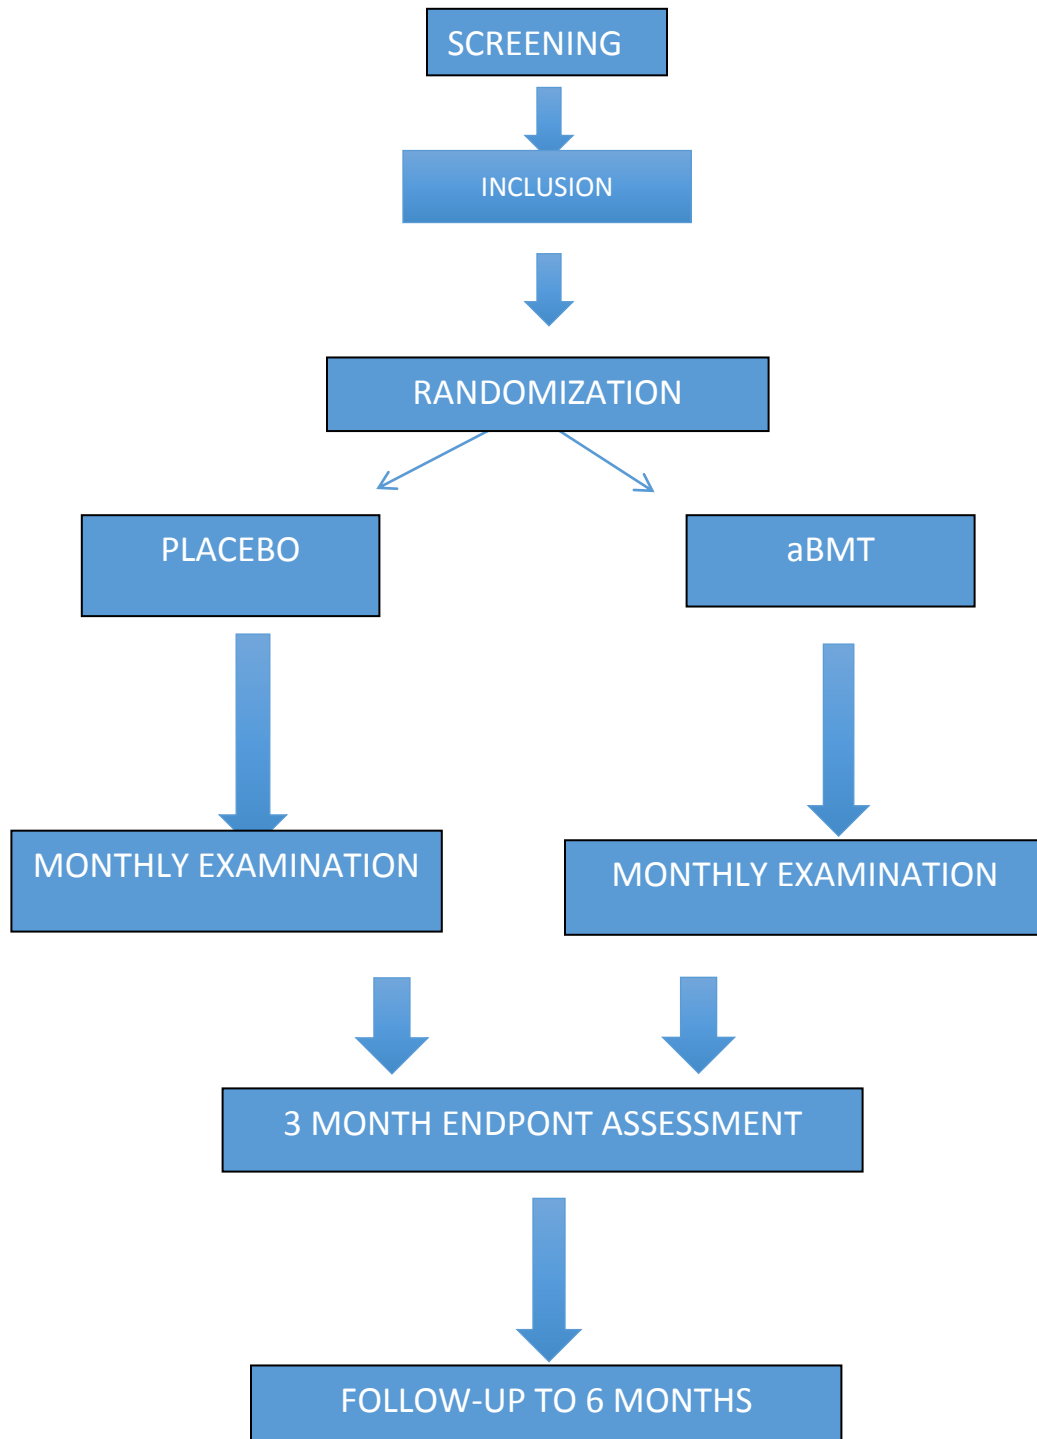 SCREENING
INCLUSION
RANDOMIZATION
PLACEBO
aBMT
MONTHLY EXAMINATION
MONTHLY EXAMINATION
3 MONTH ENDPONT ASSESSMENT
FOLLOW-UP TO 6 MONTHS